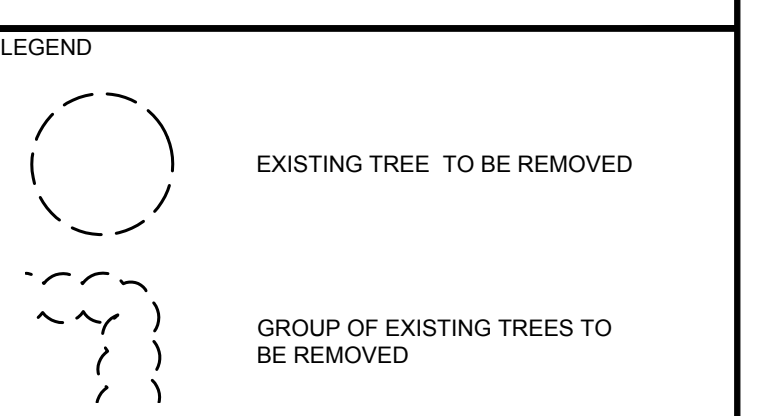 LEGEND
EXISTING TREE TO BE REMOVED
GROUP OF EXISTING TREES TO
BE REMOVED